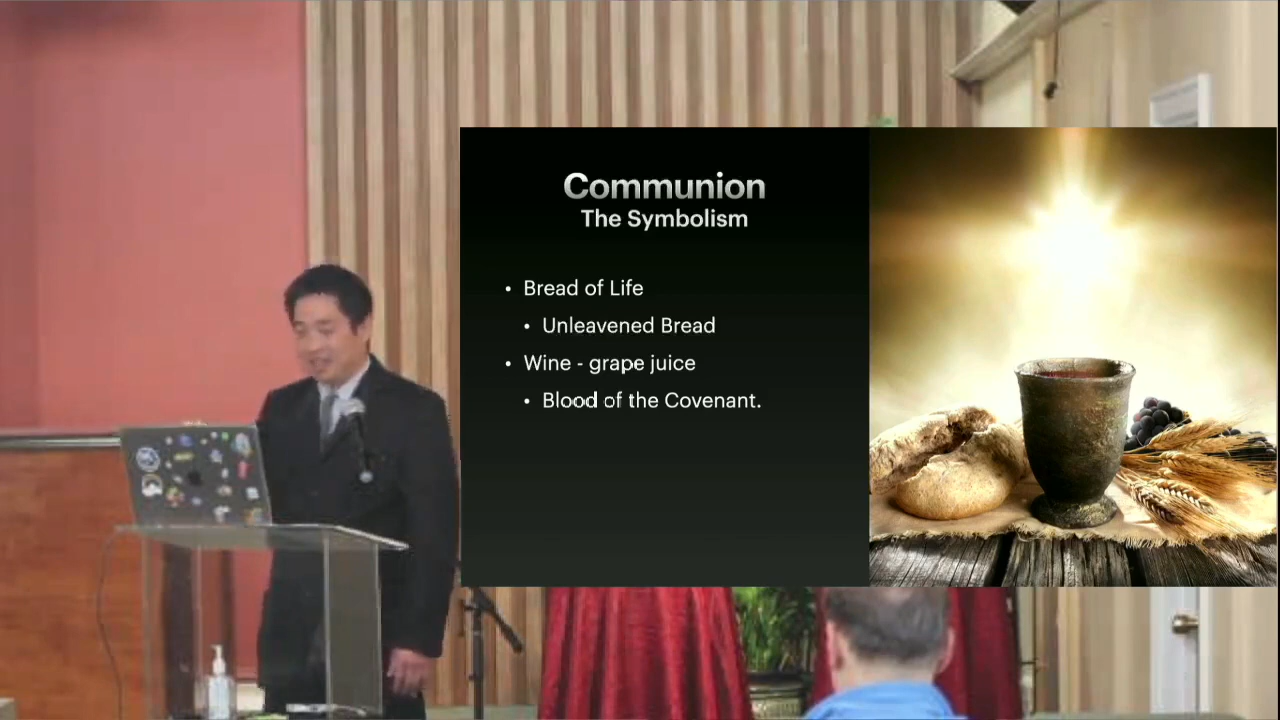 Communion
The Symbolism
• Bread of Life
• Unleavened Bread
• Wine - grape juice
• Blood of the Covenant.